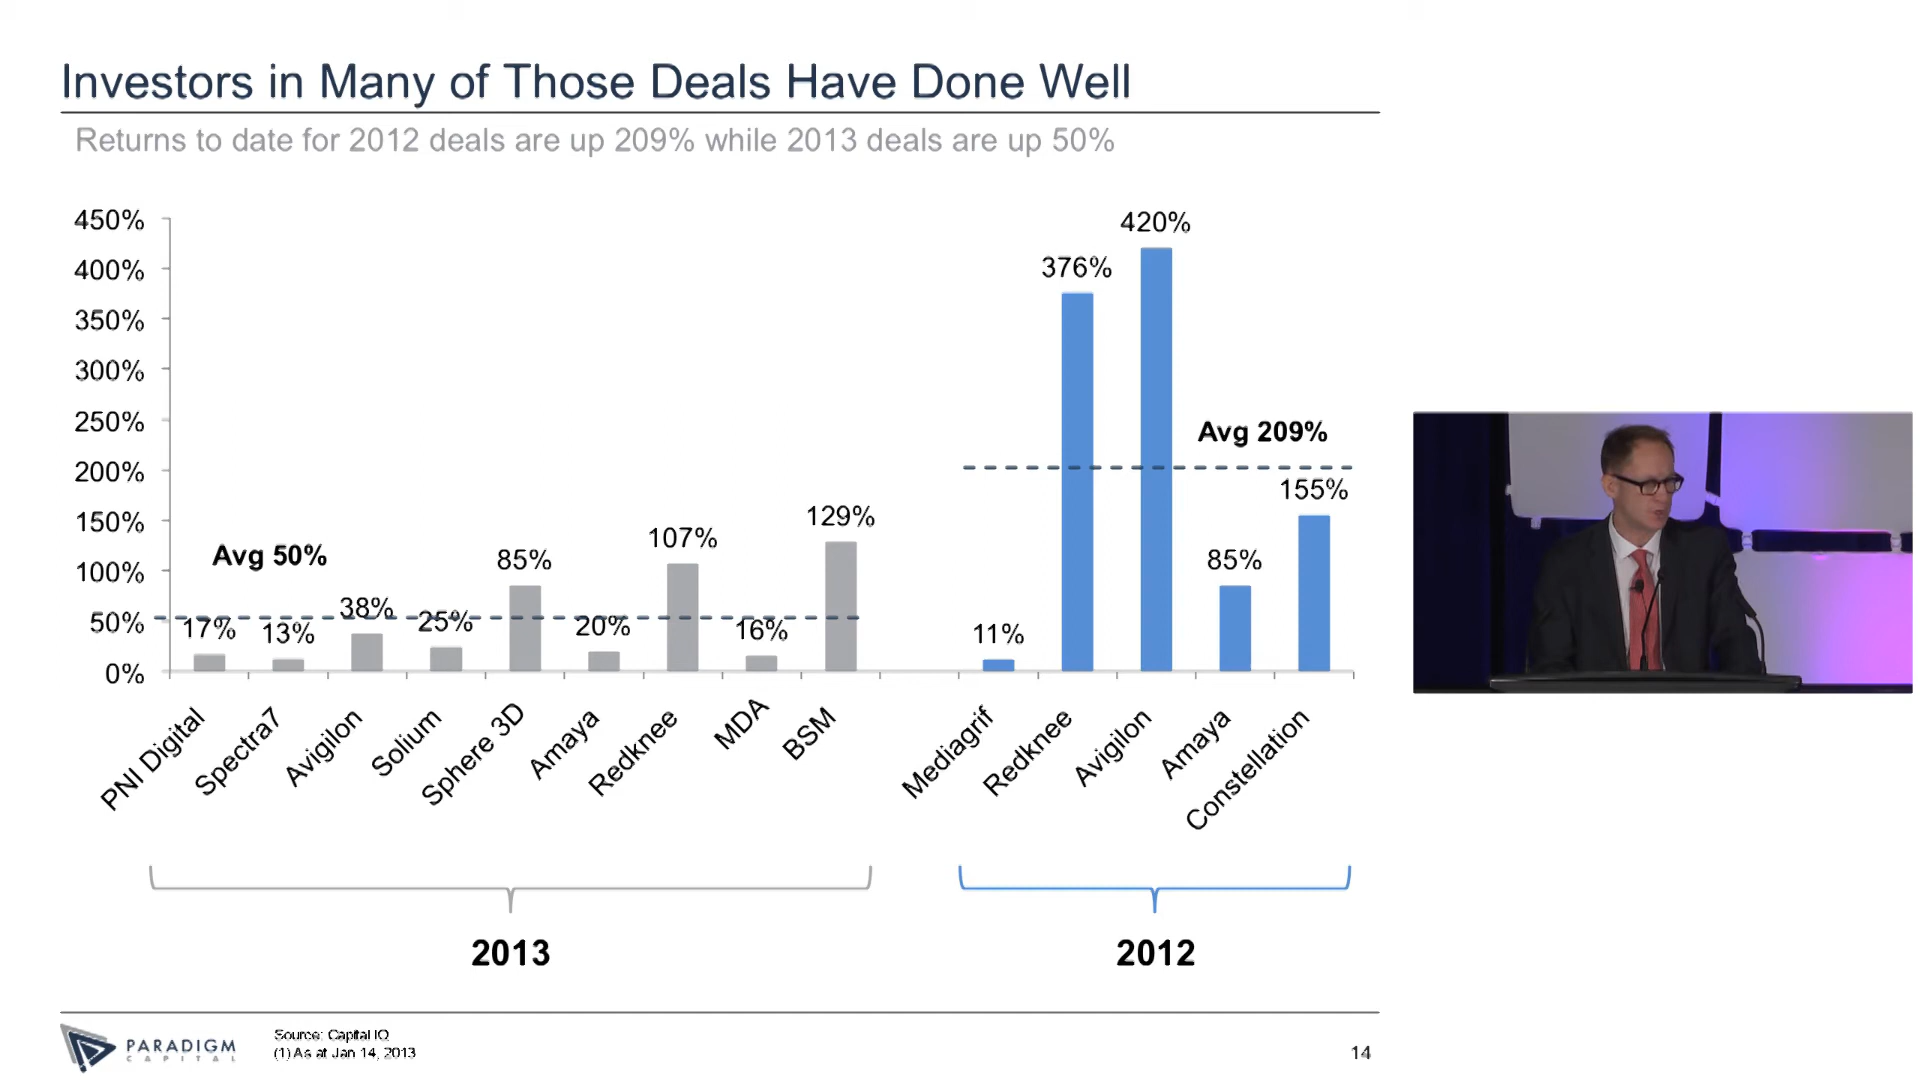 Investors in Many of Those Deals Have Done Well
Returns to date for 2012 deals are up 209% while 2013 deals are up 50%
450%
400%
350%
300%
250%
200%
150%
100%
50%
0%
Avg 50%
17%
13%
38%
25%
85%
20%
107%
16%
129%
Avg 209%
11%
376%
420%
85%
155%
PNI Digital
Spectra7
Avigilon
Solium
Sphere 3D
Amaya
Redknee
MDA
BSM
Mediagrif
Redknee
Avigilon
Amaya
Constellation
2013
2012
PARADIGM
CAPITAL
Source: Capital IQ
(1) As at Jan 14, 2013
14